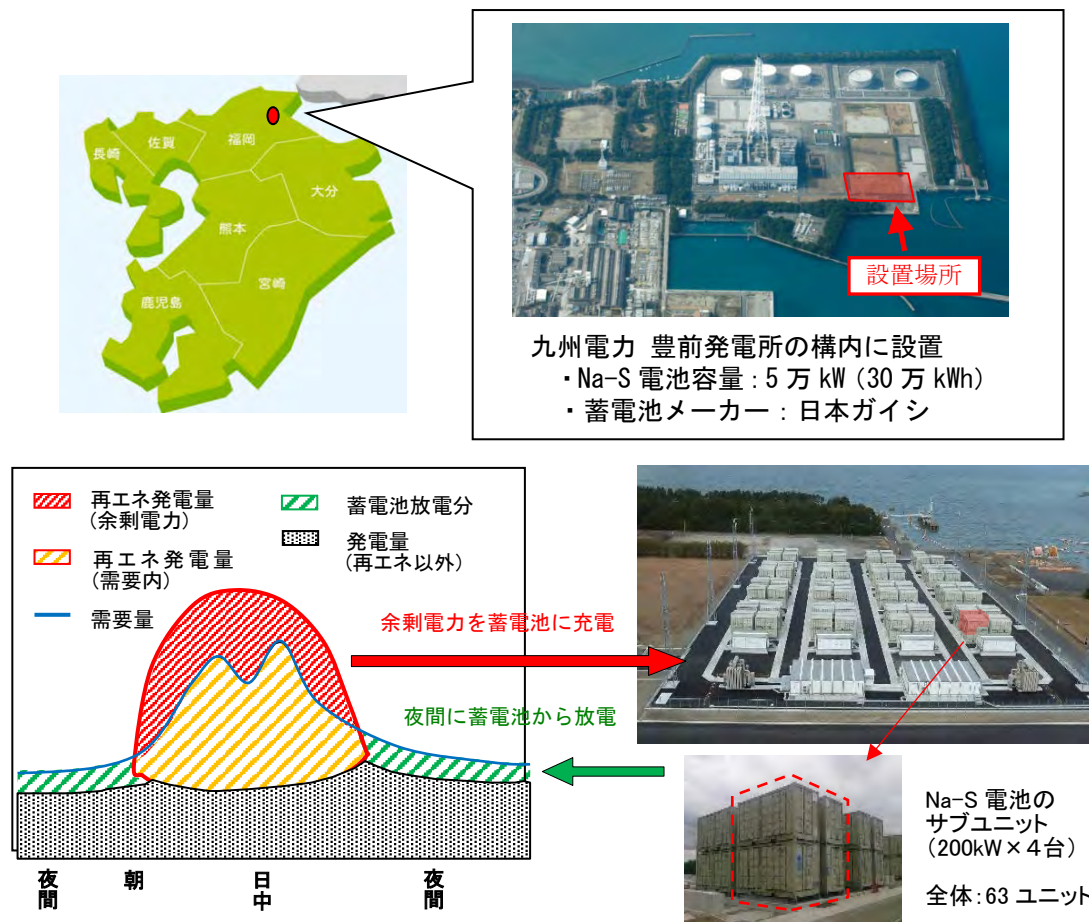 佐賀
福岡
長崎
大分
熊本
宮崎
鹿児島
設置場所
九州電力 豊前発電所の構内に設置
・Na-S 電池容量：5 万 kW（30 万 kWh）
・蓄電池メーカー：日本ガイシ
再エネ発電量
(余剰電力)
再エネ発電量
(需要内)
需要量
蓄電池放電分
発電量
(再エネ以外)
余剰電力を蓄電池に充電
夜間に蓄電池から放電
夜間
朝
日中
夜間
Na-S 電池の
サブユニット
（200kW×４台）
全体：63 ユニット